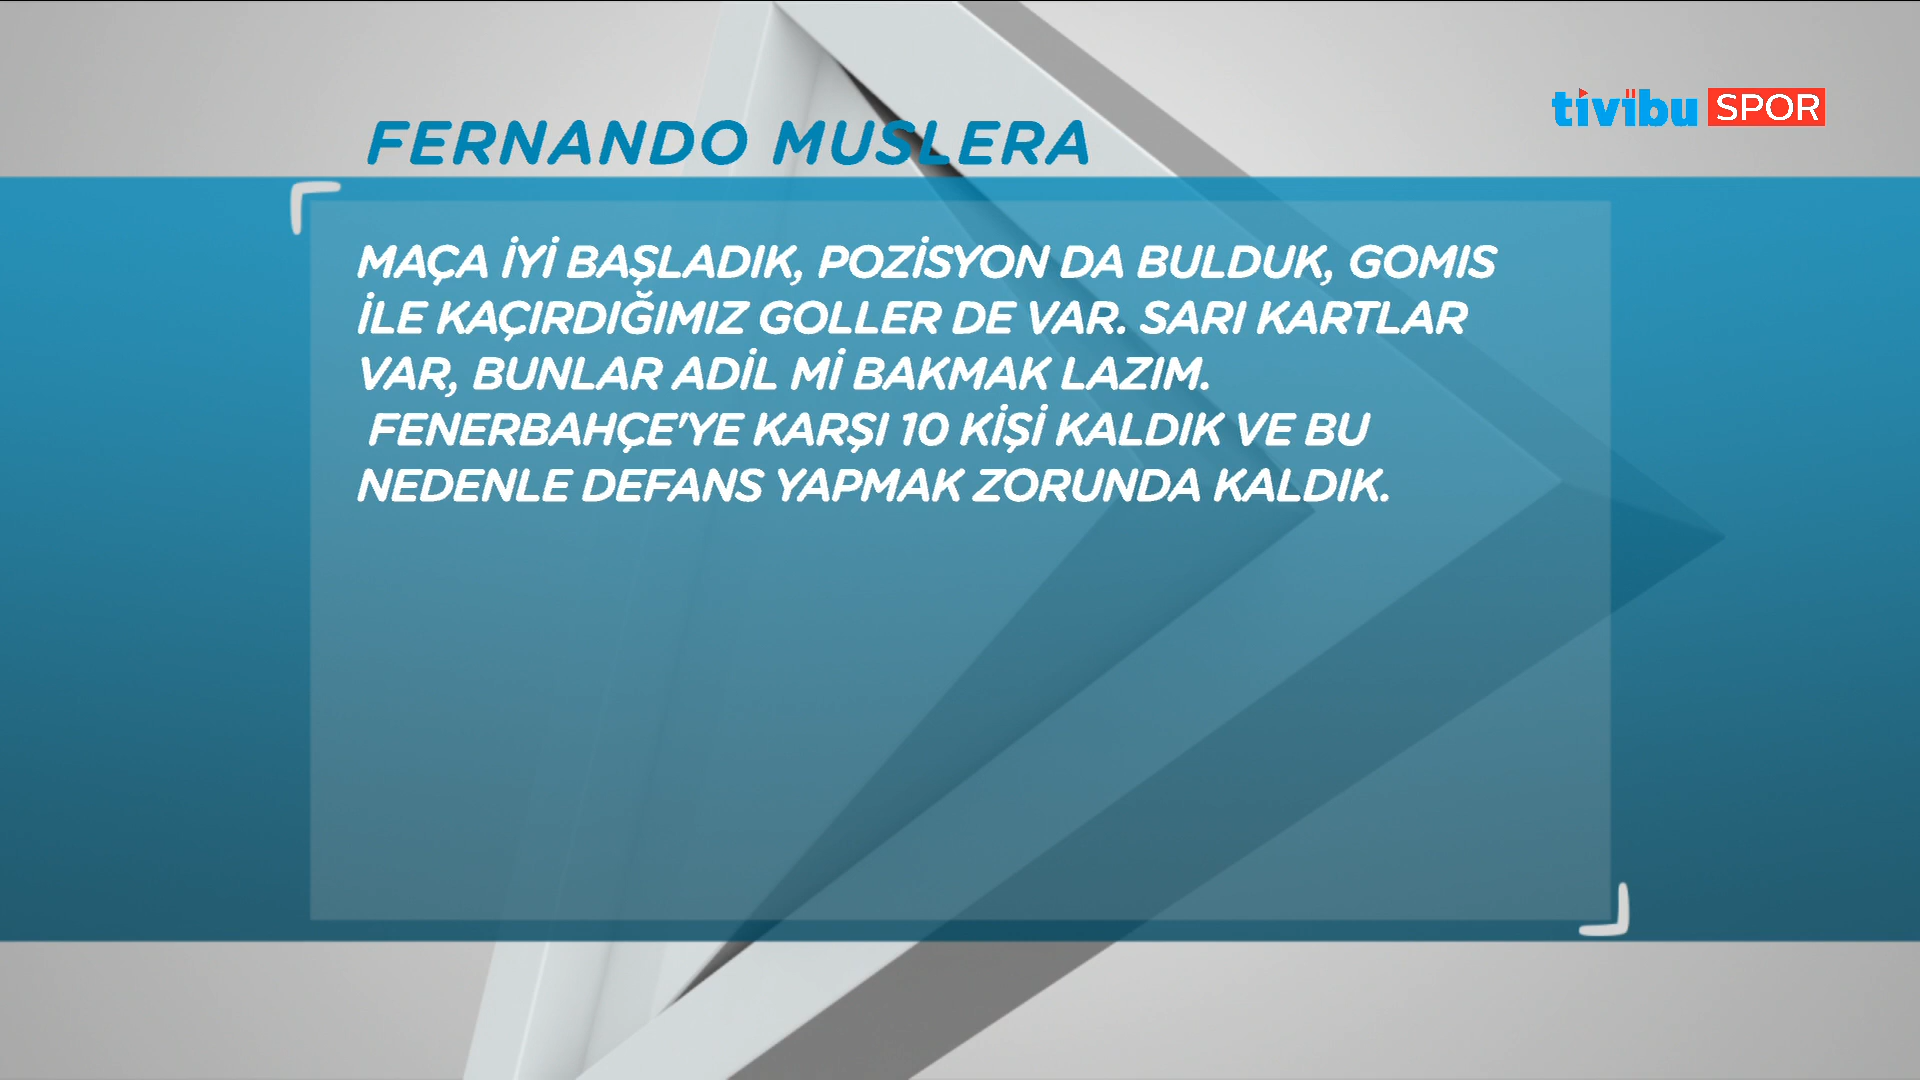 tivibu SPOR
FERNANDO MUSLERA
MAÇA İYİ BAŞLADIK, POZİSYON DA BULDUK, GOMIS
İLE KAÇIRDIĞIMIZ GOLLER DE VAR. SARI KARTLAR
VAR, BUNLAR ADİL Mİ BAKMAK LAZIM.
FENERBAHÇE'YE KARŞI 10 KİŞİ KALDIK VE BU
NEDENLE DEFANS YAPMAK ZORUNDA KALDIK.